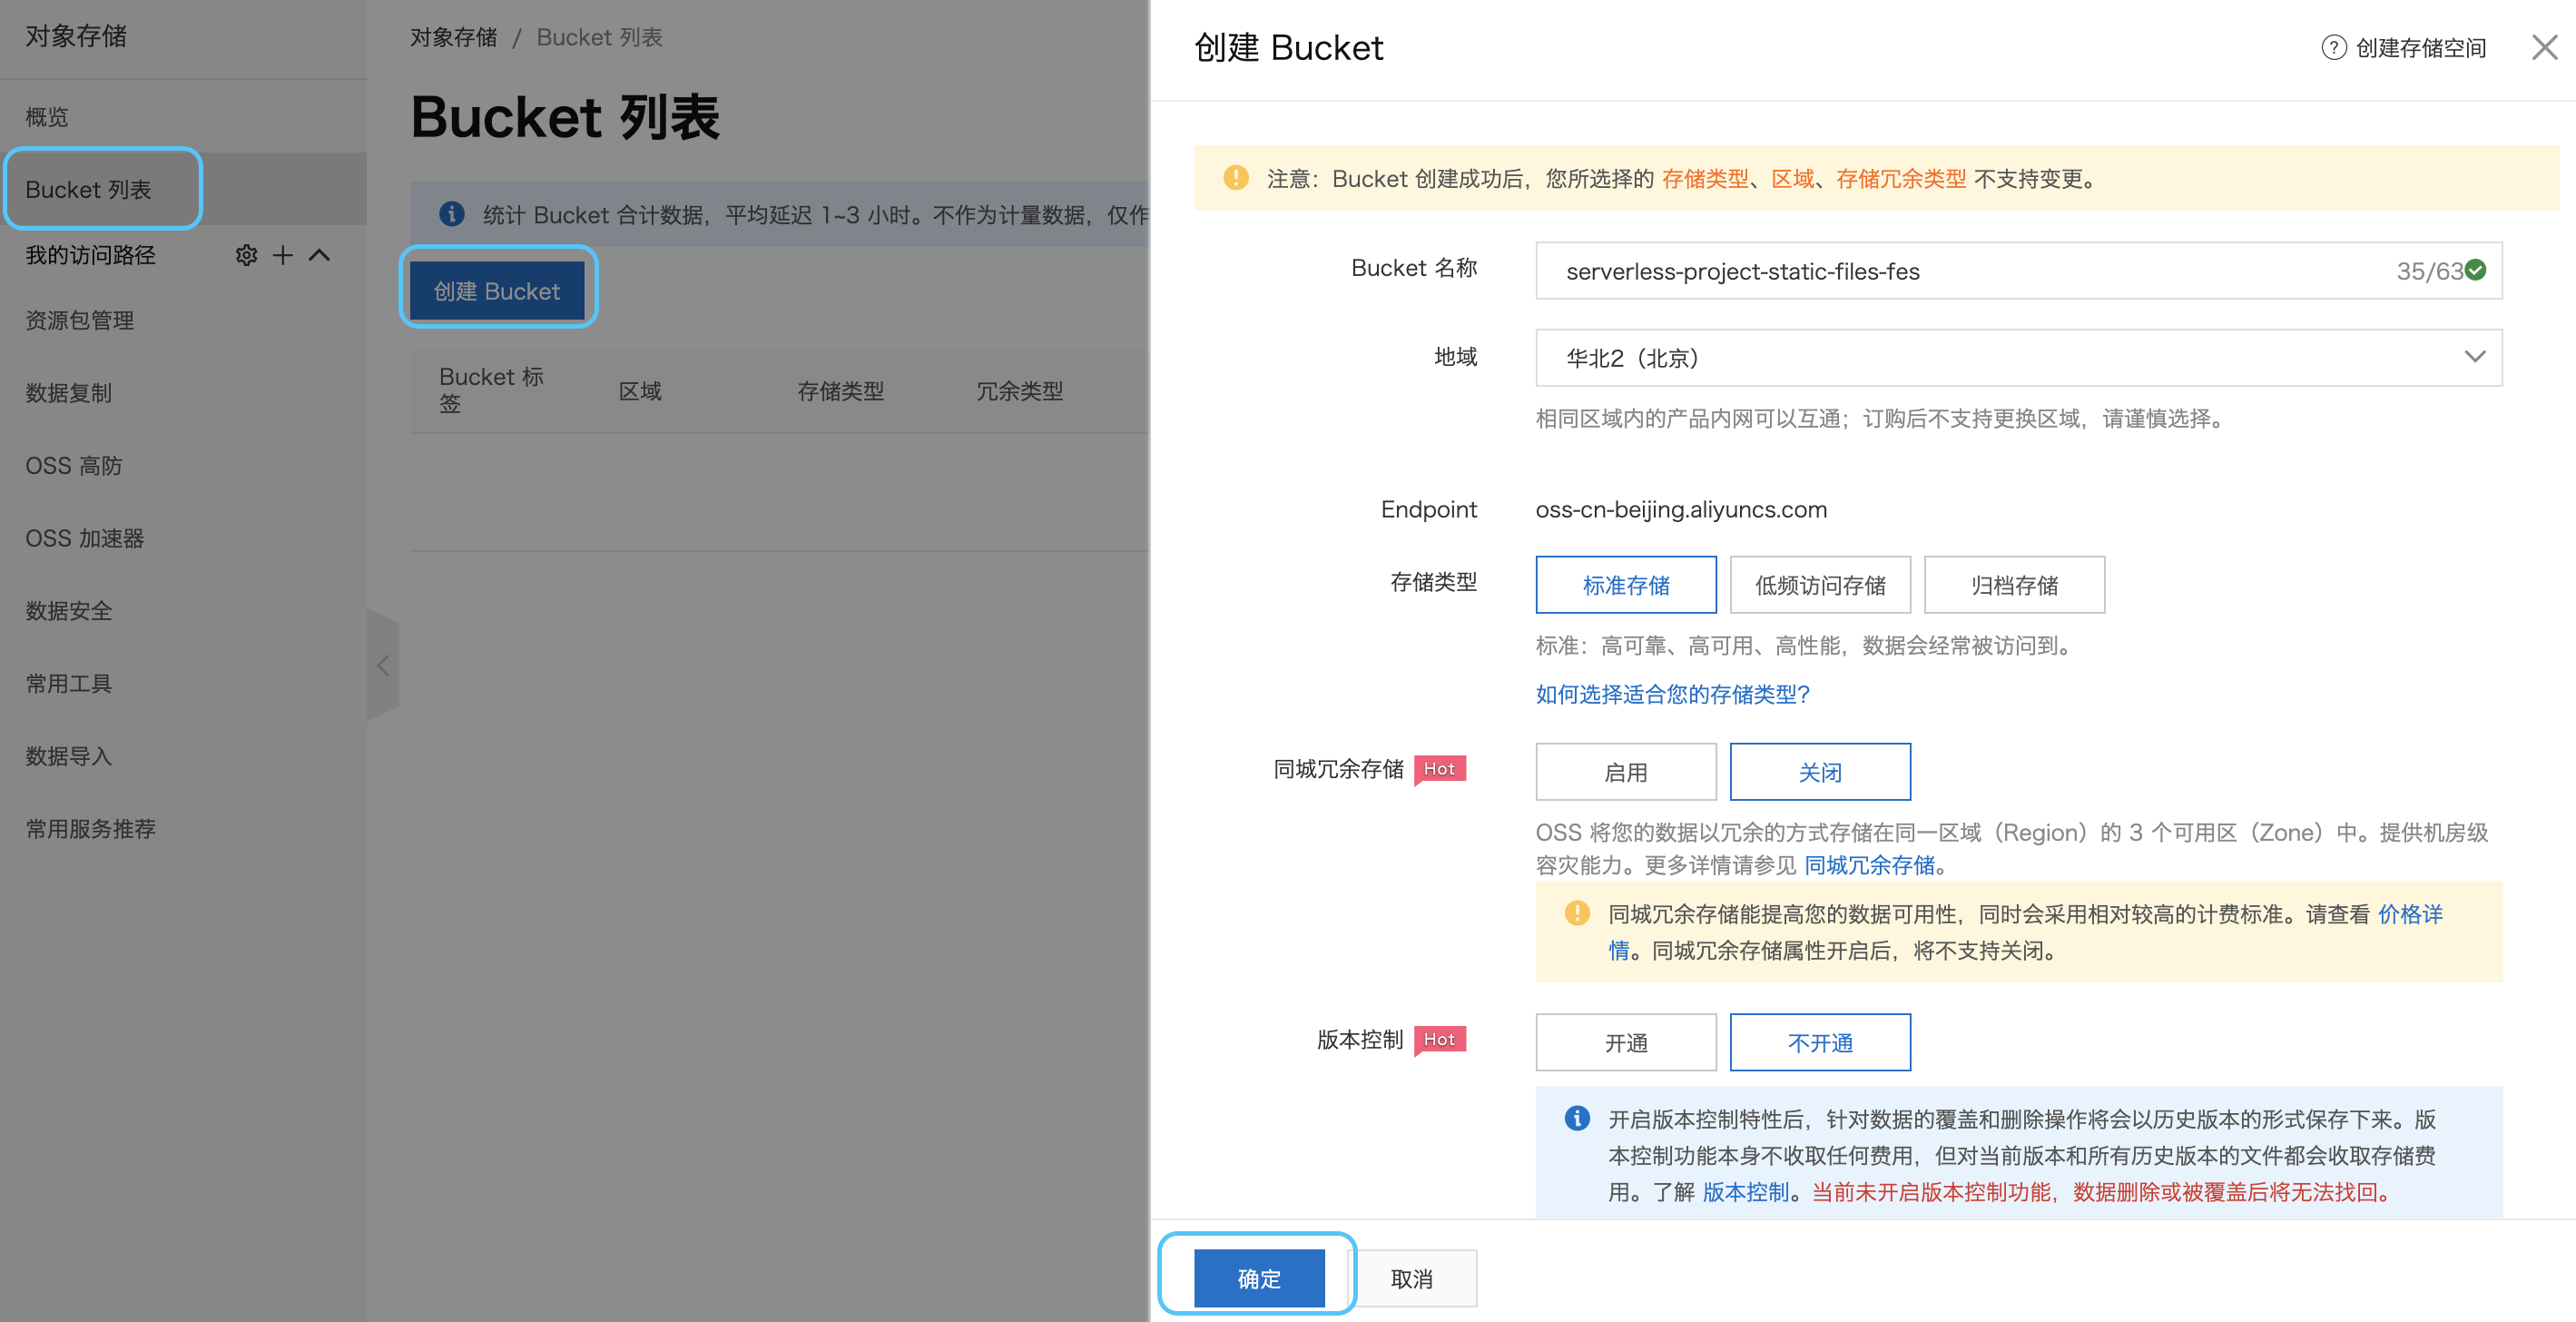 对象存储
概览
Bucket 列表
我的访问路径
资源包管理
数据复制
OSS 高防
OSS 加速器
数据安全
常用工具
数据导入
常用服务推荐
对象存储 / Bucket 列表
Bucket 列表
统计 Bucket 合计数据，平均延迟 1~3 小时。不作为计量数据，仅作
创建 Bucket
Bucket 标
签
区域
存储类型
冗余类型
创建 Bucket
创建存储空间
注意：Bucket 创建成功后，您所选择的 存储类型、区域、存储冗余类型 不支持变更。
Bucket 名称
serverless-project-static-files-fes
35/63
地域
华北2（北京）
相同区域内的产品内网可以互通；订购后不支持更换区域，请谨慎选择。
Endpoint
oss-cn-beijing.aliyuncs.com
存储类型
标准存储
低频访问存储
归档存储
标准：高可靠、高可用、高性能，数据会经常被访问到。
如何选择适合您的存储类型?
同城冗余存储 Hot
启用
关闭
OSS 将您的数据以冗余的方式存储在同一区域（Region）的 3 个可用区（Zone）中。提供机房级
容灾能力。更多详情请参见 同城冗余存储。
同城冗余存储能提高您的数据可用性，同时会采用相对较高的计费标准。请查看 价格详
情。同城冗余存储属性开启后，将不支持关闭。
版本控制 Hot
开通
不开通
开启版本控制特性后，针对数据的覆盖和删除操作将会以历史版本的形式保存下来。版
本控制功能本身不收取任何费用，但对当前版本和所有历史版本的文件都会收取存储费
用。了解 版本控制。当前未开启版本控制功能，数据删除或被覆盖后将无法找回。
确定
取消